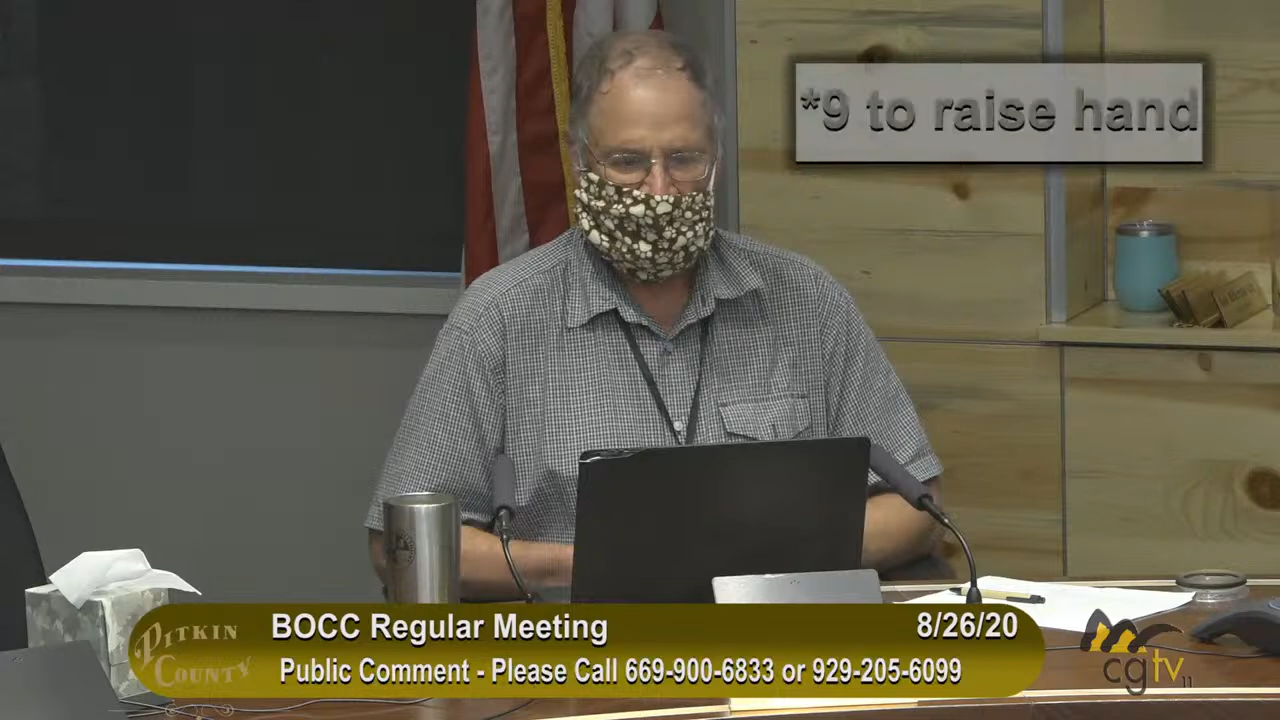 *9 to raise hand
PITKIN
COUNTY
BOCC Regular Meeting
8/26/20
Public Comment - Please Call 669-900-6833 or 929-205-6099
cgtv
11